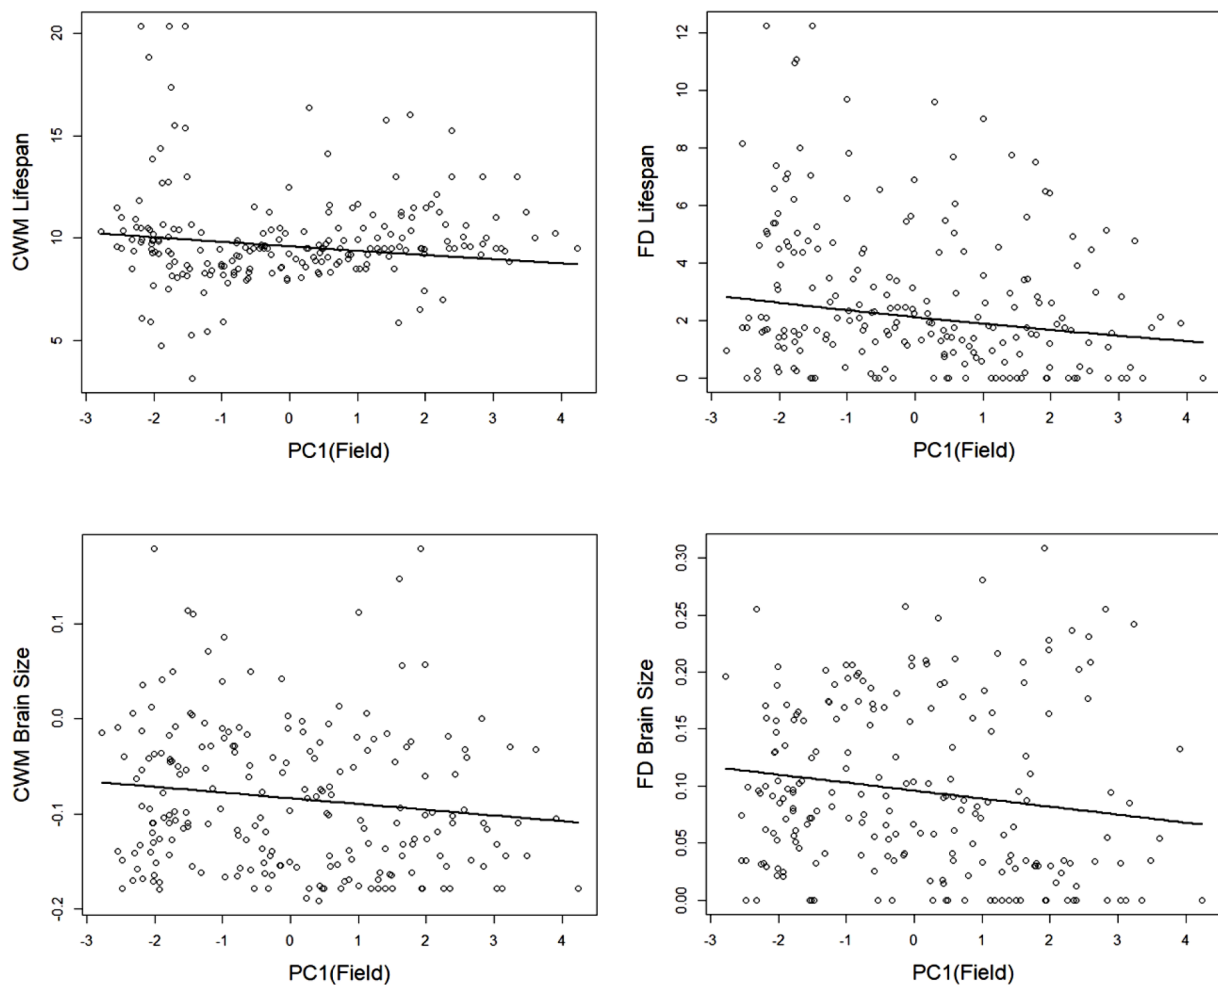 CWM Lifespan
20
15
10
5
-3 -2 -1 0 1 2 3 4
PC1(Field)
FD Lifespan
12
10
8
6
4
2
0
-3 -2 -1 0 1 2 3 4
PC1(Field)
CWM Brain Size
0.1
0.0
-0.1
-0.2
-3 -2 -1 0 1 2 3 4
PC1(Field)
FD Brain Size
0.30
0.25
0.20
0.15
0.10
0.05
0.00
-3 -2 -1 0 1 2 3 4
PC1(Field)